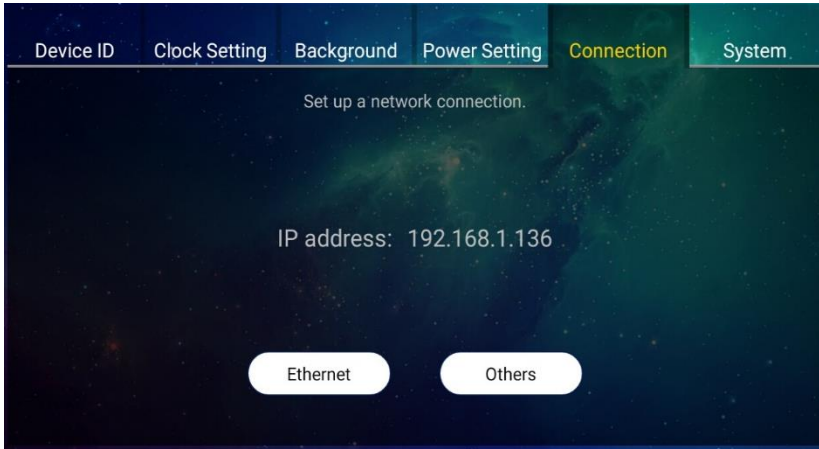 Device ID Clock Setting Background Power Setting Connection System
Set up a network connection.
IP address: 192.168.1.136
Ethernet Others